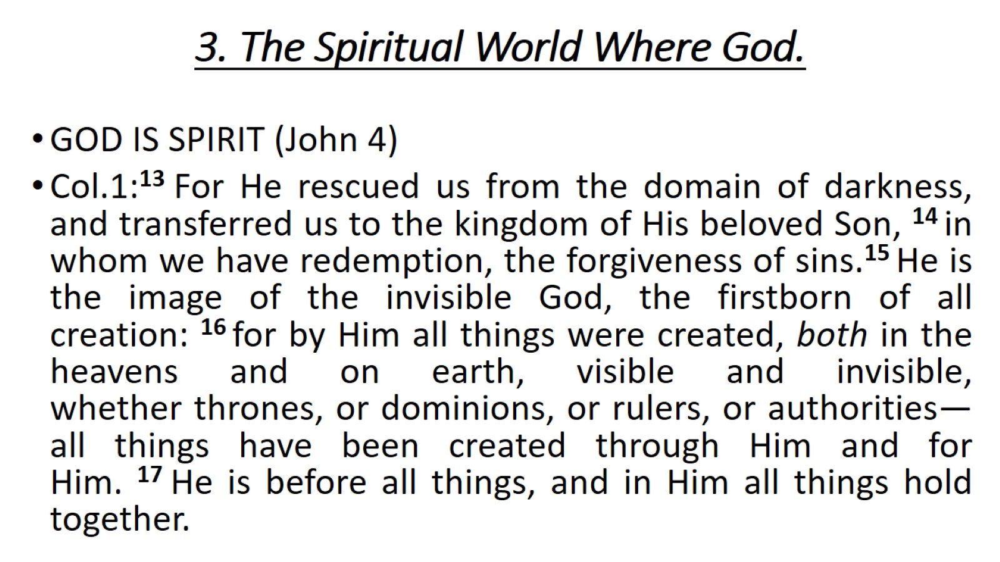 3. The Spiritual World Where God.
• GOD IS SPIRIT (John 4)
• Col.1:13 For He rescued us from the domain of darkness,
and transferred us to the kingdom of His beloved Son, 14 in
whom we have redemption, the forgiveness of sins.15 He is
the image of the invisible God, the firstborn of all
creation: 16 for by Him all things were created, both in the
heavens and on earth, visible and invisible,
whether thrones, or dominions, or rulers, or authorities—
all things have been created through Him and for
Him. 17 He is before all things, and in Him all things hold
together.